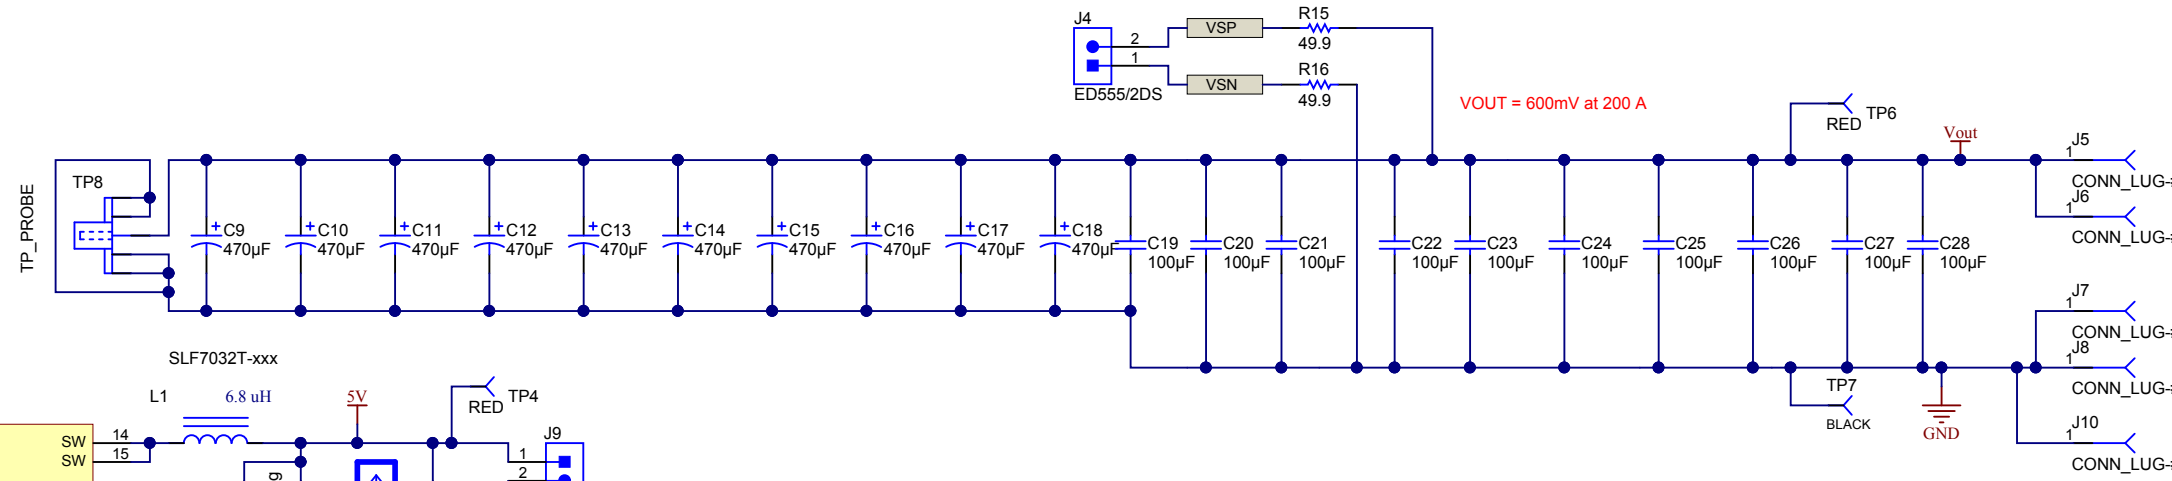 J4
2
1
ED555/2DS
VSP
R15
49.9
VSN
R16
49.9
VOUT = 600mV at 200 A
TP6
RED
Vout
J5
1
CONN_LUG-
J6
1
CONN_LUG-
TP_PROBE
TP8
+ C9
470µF
+ C10
470µF
+ C11
470µF
+ C12
470µF
+ C13
470µF
+ C14
470µF
+ C15
470µF
+ C16
470µF
+ C17
470µF
+ C18
470µF
C19
100µF
C20
100µF
C21
100µF
C22
100µF
C23
100µF
C24
100µF
C25
100µF
C26
100µF
C27
100µF
C28
100µF
J7
1
CONN_LUG-
J8
1
CONN_LUG-
TP7
BLACK
GND
J10
1
CONN_LUG-
SLF7032T-xxx
L1
6.8 uH
5V
RED
TP4
SW 14
SW 15
J9
1
2
g